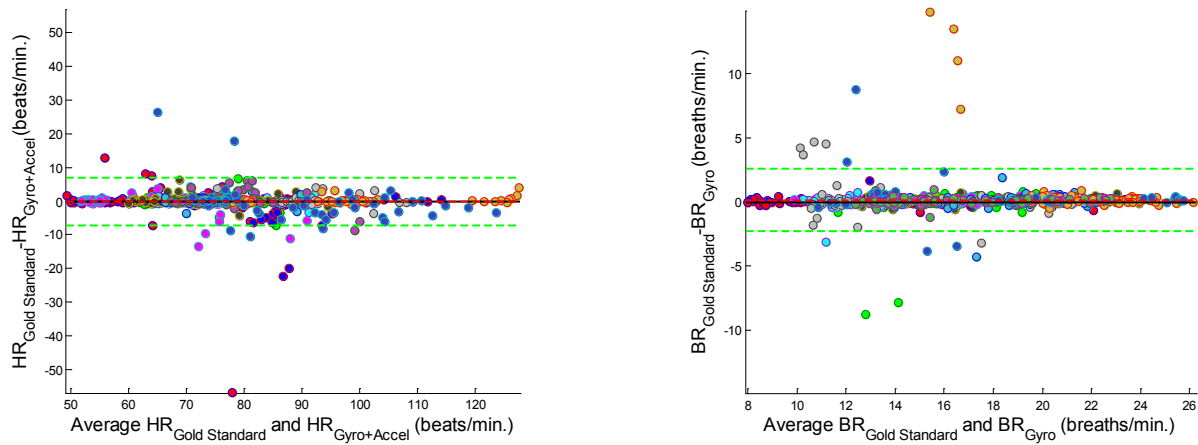 50
40
30
20
10
0
-10
-20
-30
-40
-50
HR_Gold Standard-HR_Gyro+Accel(beats/min.)
50 60 70 80 90 100 110 120
Average HR_Gold Standard and HR_Gyro+Accel (beats/min.)
10
5
0
-5
-10
BR_Gold Standard-BR_Gyro (breaths/min.)
8 10 12 14 16 18 20 22 24 26
Average BR_Gold Standard and BR_Gyro (breaths/min.)